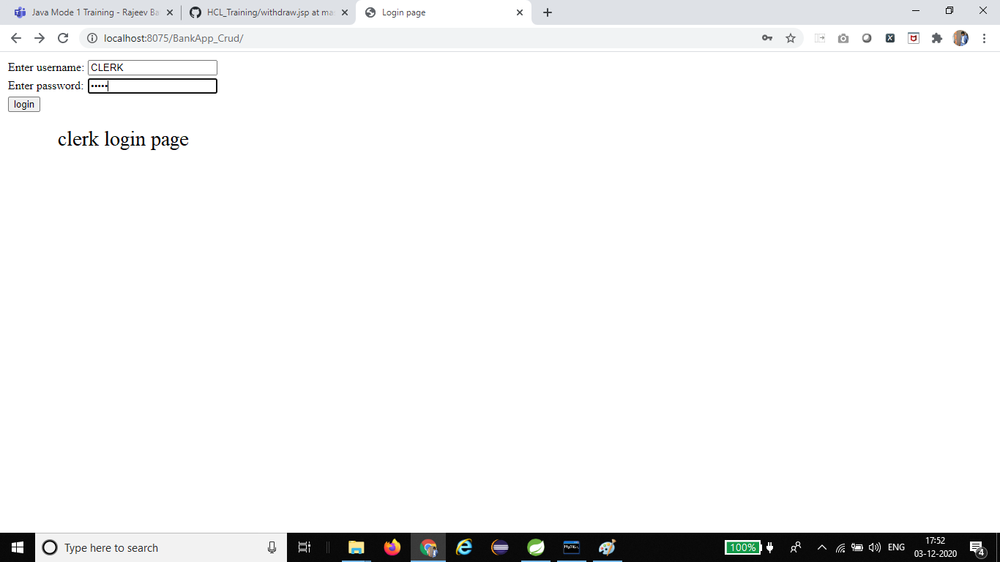 Java Mode 1 Training - Rajeev Ba
HCL_Training/withdraw.jsp at ma
Login page
localhost:8075/BankApp_Crud/
Enter username: CLERK
Enter password: •••••
login
clerk login page
Type here to search
100%
ENG
17:52
03-12-2020
4